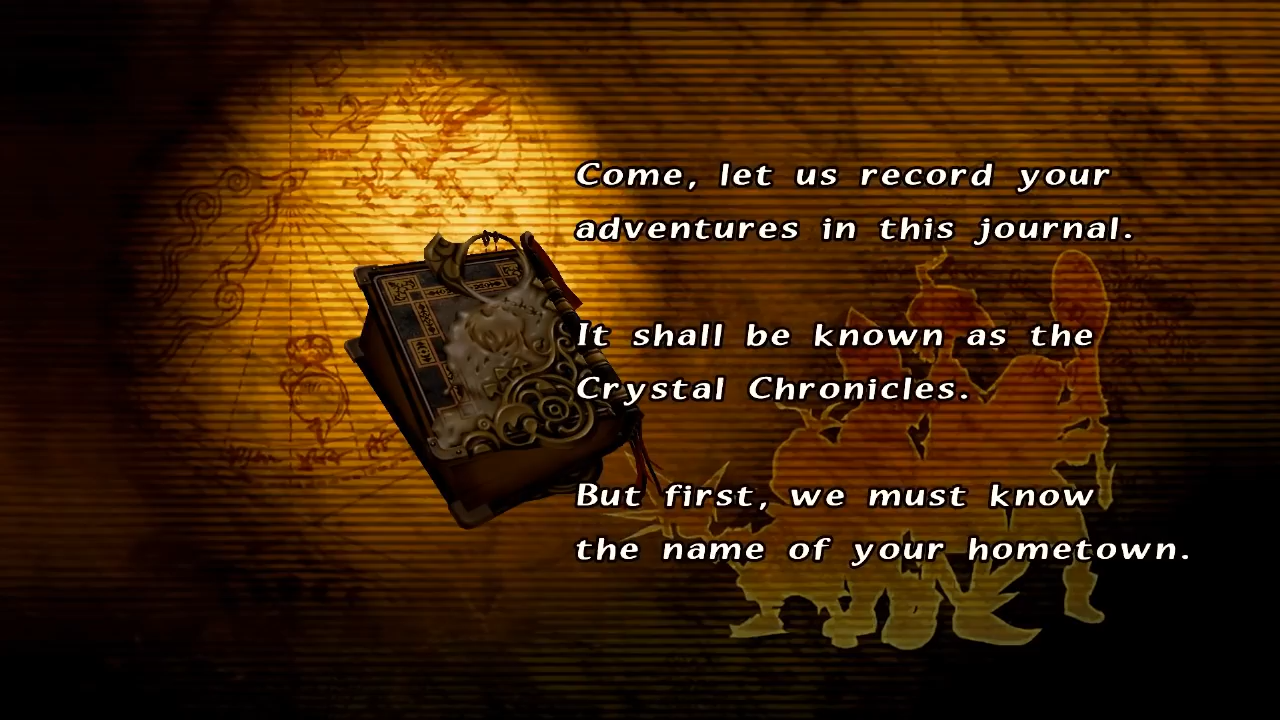 Come, let us record your
adventures in this journal.
It shall be known as the
Crystal Chronicles.
But first, we must know
the name of your hometown.